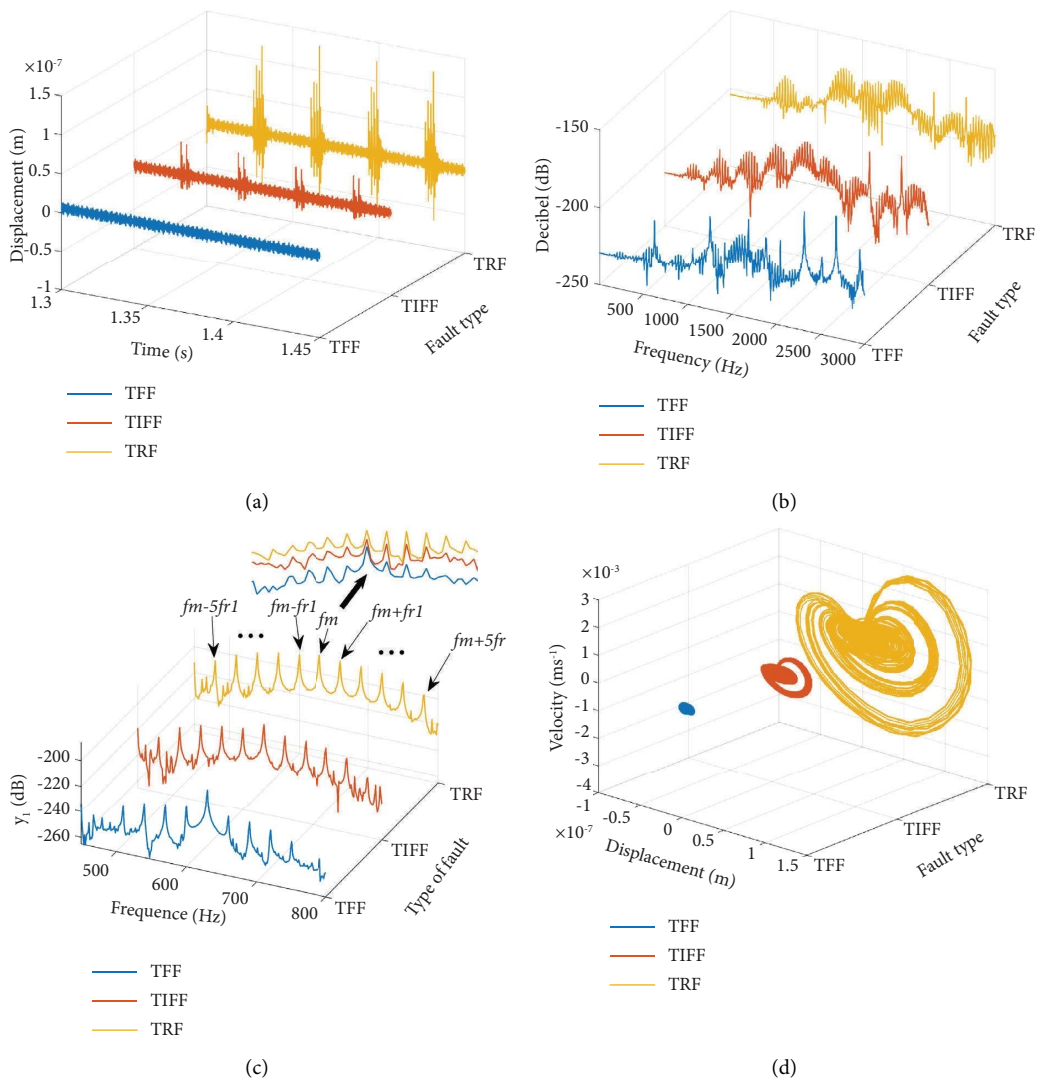 ×10-7
1.5
1
0.5
0
-0.5
-1
Displacement (m)
1.3
1.35
1.4
1.45
Time (s)
TFF
TIFF
TRF
Fault type
TFF
TIFF
TRF
(a)
-150
-200
-250
Decibel (dB)
500
1000
1500
2000
2500
3000
Frequency (Hz)
TFF
TIFF
TRF
Fault type
TFF
TIFF
TRF
(b)
fm-5fr1
fm-fr1
fm
fm+fr1
fm+5fr
-200
-220
-240
-260
y1 (dB)
500
600
700
800
Frequence (Hz)
TFF
TIFF
TRF
Type of fault
TFF
TIFF
TRF
(c)
×10-3
3
2
1
0
-1
-2
-3
-4
Velocity (ms-1)
-1
-0.5
0
0.5
1
1.5
×10-7
Displacement (m)
TFF
TIFF
TRF
Fault type
TFF
TIFF
TRF
(d)